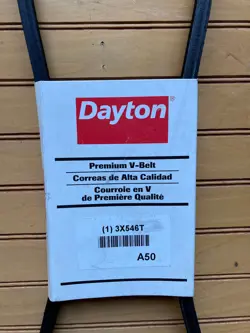 Dayton
Premium V-Belt
Correas de Alta Calidad
Courroie en V
de Première Qualité
(1) 3X546T
A50